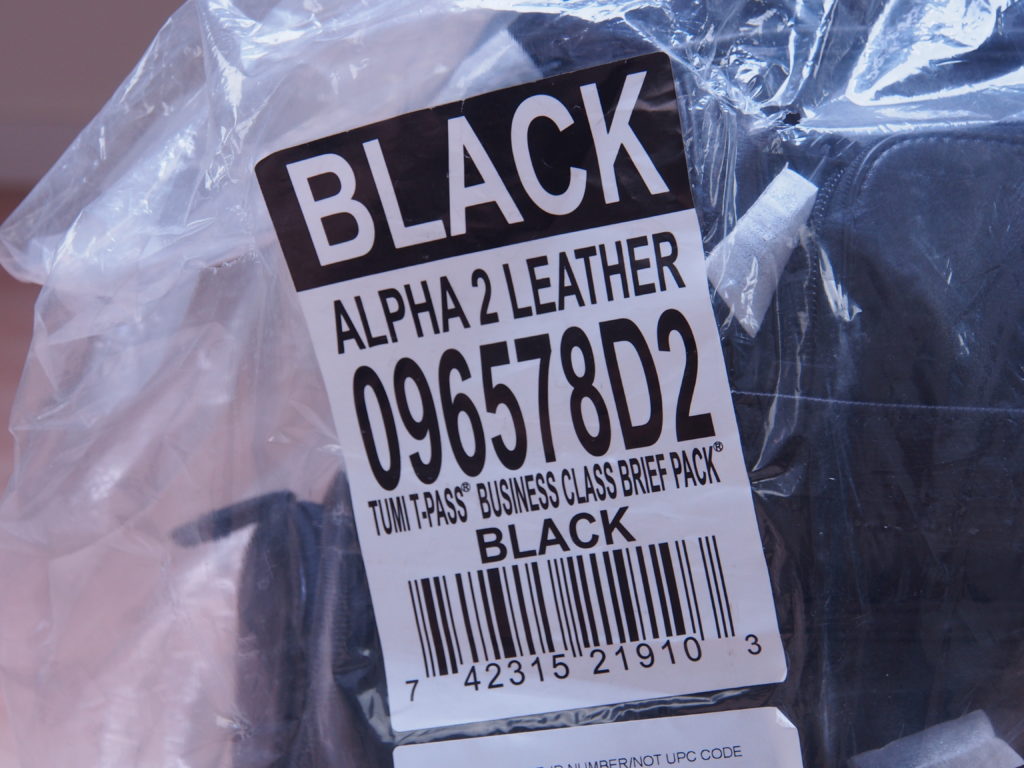 BLACK
ALPHA 2 LEATHER
096578D2
TUMI T-PASS® BUSINESS CLASS BRIEF PACK®
BLACK
7 42315 21910 3
NUMBER/NOT UPC CODE